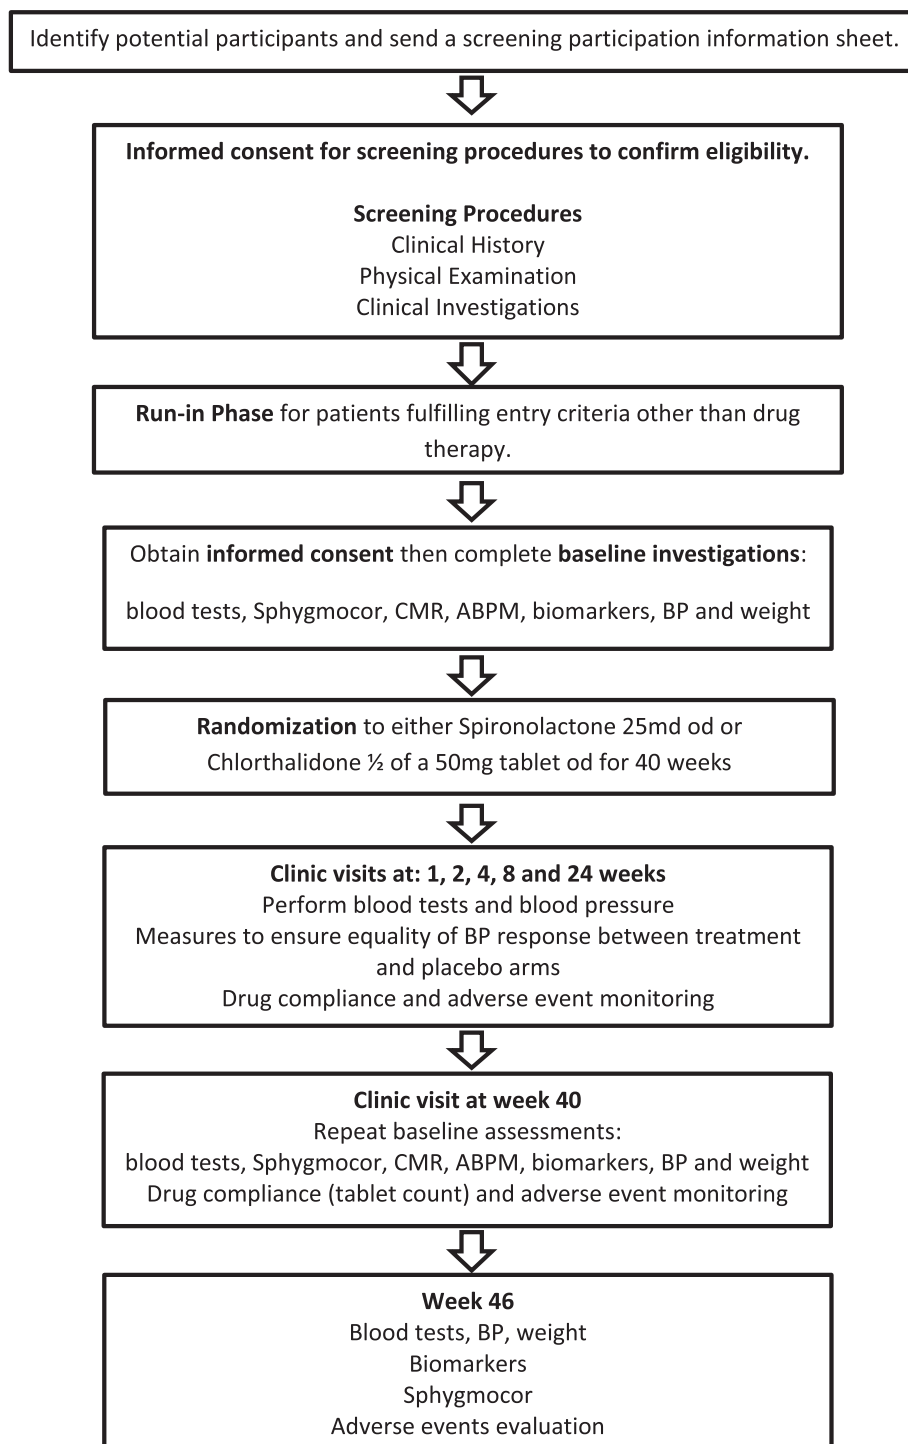 Identify potential participants and send a screening participation information sheet.
Informed consent for screening procedures to confirm eligibility.
Screening Procedures
Clinical History
Physical Examination
Clinical Investigations
Run-in Phase for patients fulfilling entry criteria other than drug
therapy.
Obtain informed consent then complete baseline investigations:
blood tests, Sphygmocor, CMR, ABPM, biomarkers, BP and weight
Randomization to either Spironolactone 25md od or
Chlorthalidone ½ of a 50mg tablet od for 40 weeks
Clinic visits at: 1, 2, 4, 8 and 24 weeks
Perform blood tests and blood pressure
Measures to ensure equality of BP response between treatment
and placebo arms
Drug compliance and adverse event monitoring
Clinic visit at week 40
Repeat baseline assessments:
blood tests, Sphygmocor, CMR, ABPM, biomarkers, BP and weight
Drug compliance (tablet count) and adverse event monitoring
Week 46
Blood tests, BP, weight
Biomarkers
Sphygmocor
Adverse events evaluation